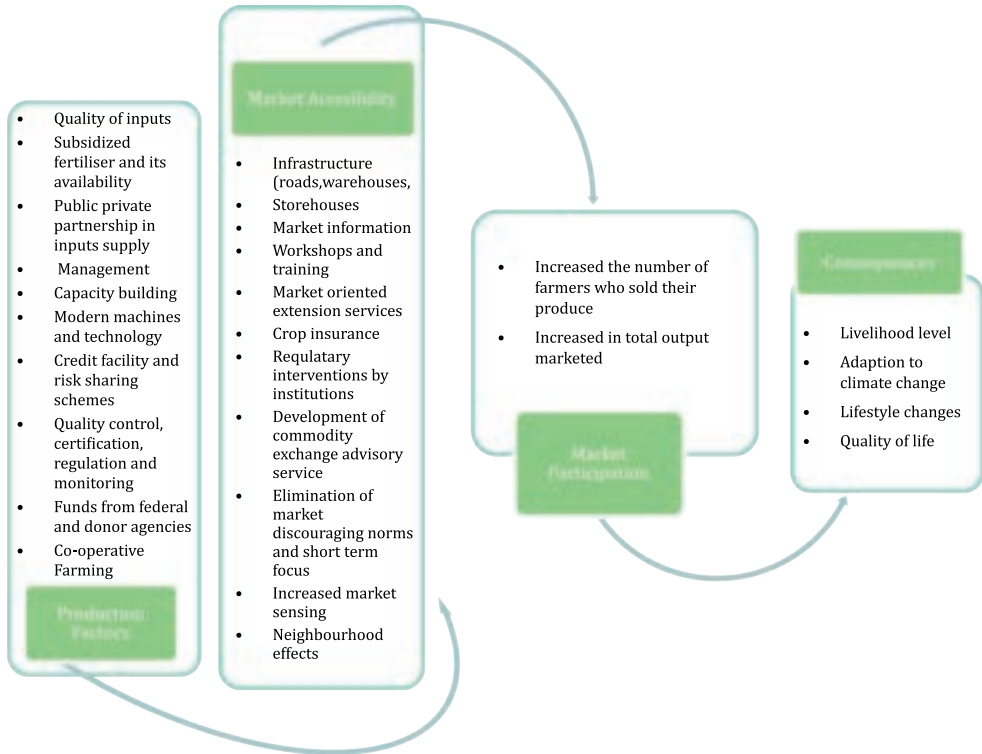 • Quality of inputs
• Subsidized
fertiliser and its
availability
• Public private
partnership in
inputs supply
• Management
• Capacity building
• Modern machines
and technology
• Credit facility and
risk sharing
schemes
• Quality control,
certification,
regulation and
monitoring
• Funds from federal
and donor agencies
• Co-operative
Farming
Production
Factors
Market
• Infrastructure
(roads,warehouses,
• Storehouses
• Market information
• Workshops and
training
• Market oriented
extension services
• Crop insurance
• Requlatary
interventions by
institutions
• Development of
commodity
exchange advisory
service
• Elimination of
market
discouraging norms
and short term
focus
• Increased market
sensing
• Neighbourhood
effects
• Increased the number of
farmers who sold their
produce
• Increased in total output
marketed
Market
Participation
• Livelihood level
• Adaption to
climate change
• Lifestyle changes
• Quality of life